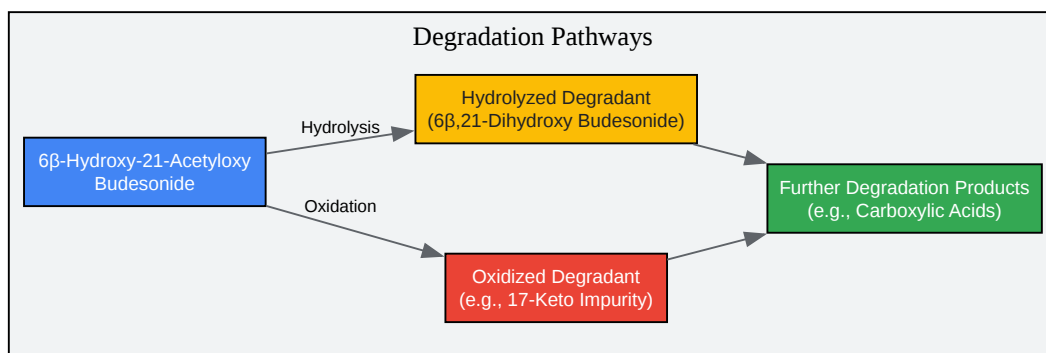 Degradation Pathways
6β-Hydroxy-21-Acetyloxy
Budesonide
Hydrolysis
Oxidation
Hydrolyzed Degradant
(6β,21-Dihydroxy Budesonide)
Oxidized Degradant
(e.g., 17-Keto Impurity)
Further Degradation Products
(e.g., Carboxylic Acids)